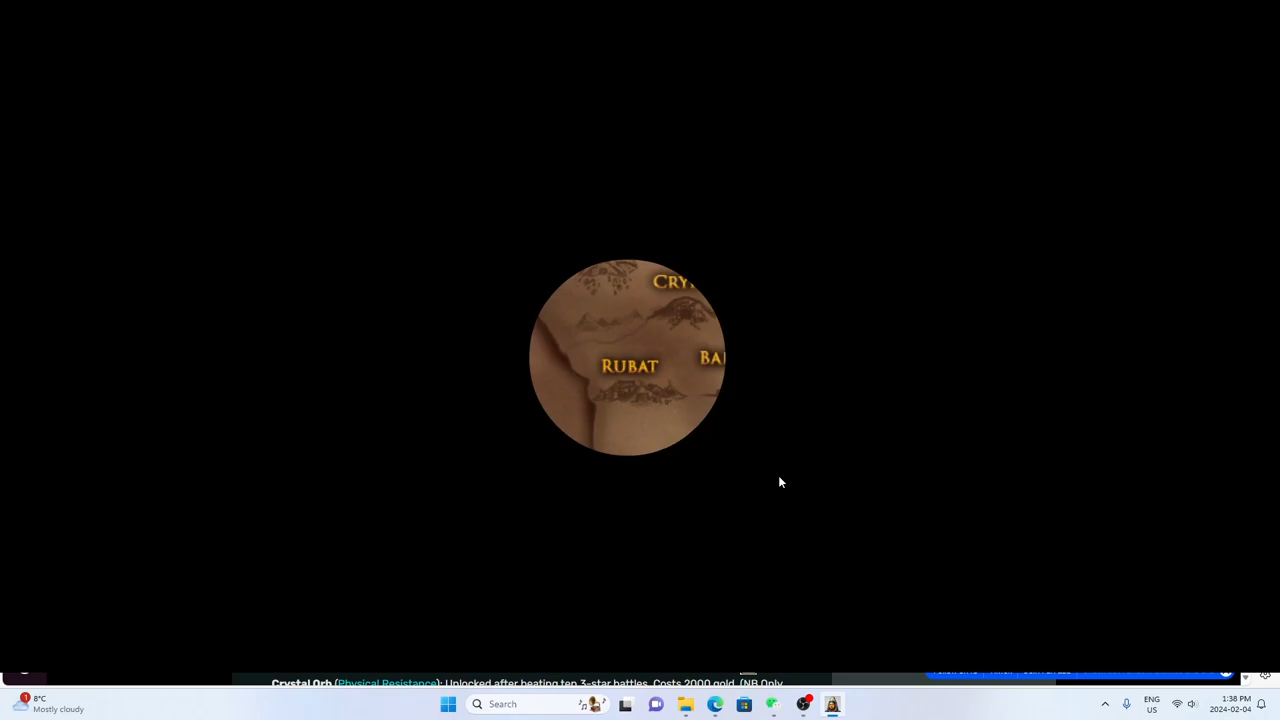 CRY
RUBAT
BA
Crystal Orb (Physical Resistance): Unlocked after beating ten 3-star battles. Costs 2000 gold. (NB Only
1
8°C
Mostly cloudy
Search
ENG
US
1:38 PM
2024-02-04